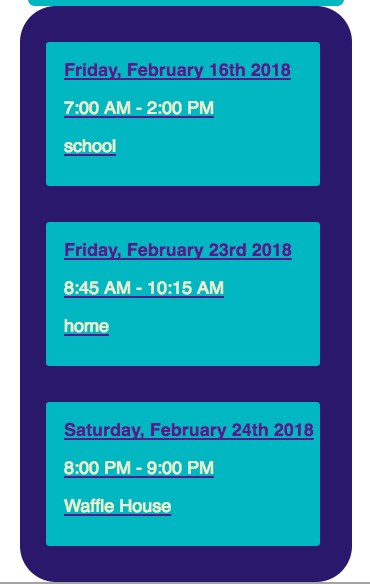 Friday, February 16th 2018
7:00 AM - 2:00 PM
school
Friday, February 23rd 2018
8:45 AM - 10:15 AM
home
Saturday, February 24th 2018
8:00 PM - 9:00 PM
Waffle House